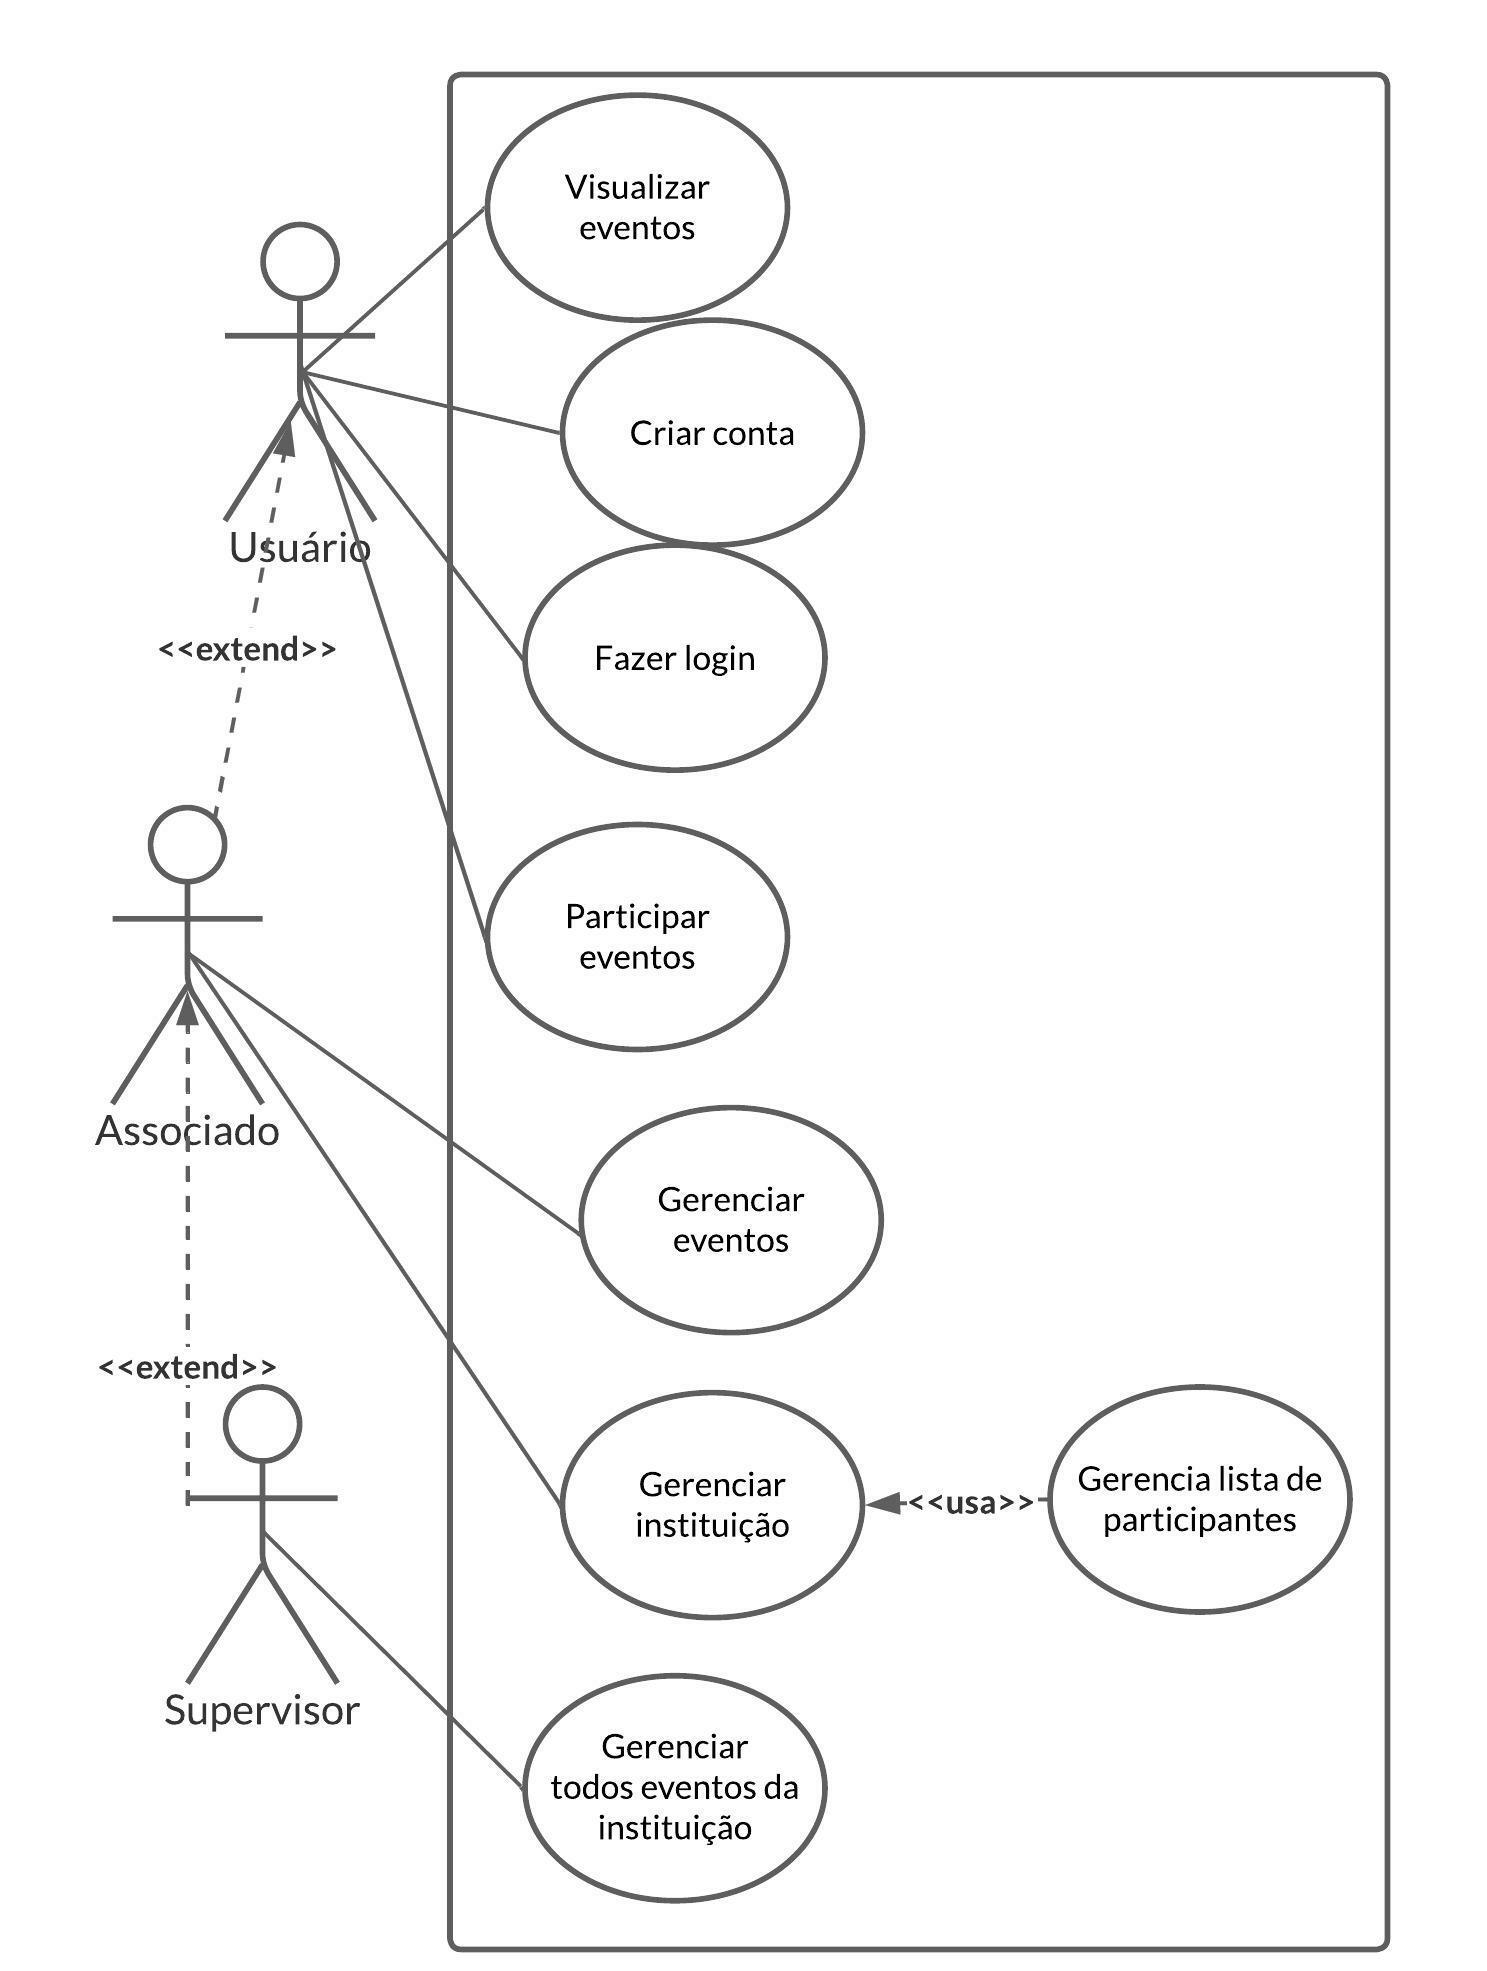 Visualizar
eventos
Criar conta
Usuário
<<extend>>
Fazer login
Participar
eventos
Associado
Gerenciar
eventos
<<extend>>
Gerenciar
instituição
<<usa>>
Gerencia lista de
participantes
Supervisor
Gerenciar
todos eventos da
instituição